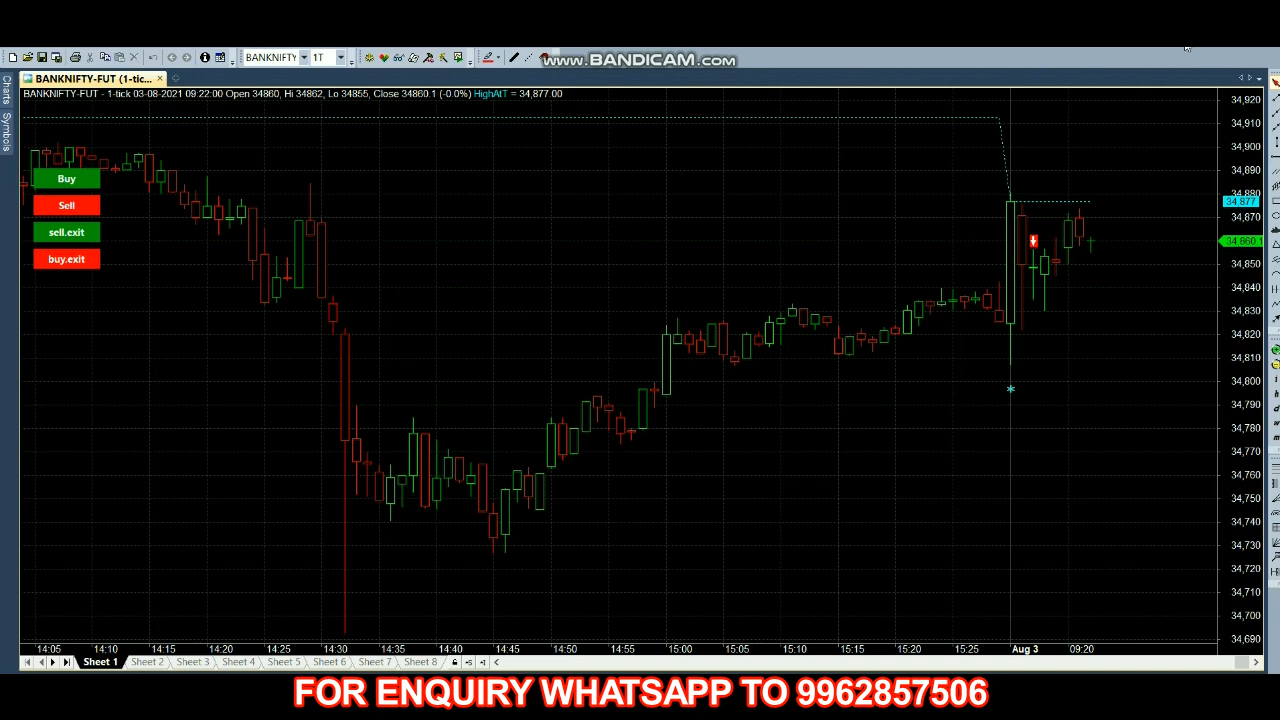 BANKNIFTY
1T
www.BANDICAM.com
BANKNIFTY-FUT (1-tic...
BANKNIFTY-FUT - 1-tick 03-08-2021 09:22:00 Open 34860, Hi 34862, Lo 34855, Close 34860.1 (-0.0%) HighAtT = 34,877.00
Charts
Symbols
Buy
Sell
sell.exit
buy.exit
34,920
34,910
34,900
34,890
34,880
34,877
34,870
34,860.1
34,850
34,840
34,830
34,820
34,810
34,800
34,790
34,780
34,770
34,760
34,750
34,740
34,730
34,720
34,710
34,700
34,690
14:05 14:10 14:15 14:20 14:25 14:30 14:35 14:40 14:45 14:50 14:55 15:00 15:05 15:10 15:15 15:20 15:25 Aug 3 09:20
Sheet 1 Sheet 2 Sheet 3 Sheet 4 Sheet 5 Sheet 6 Sheet 7 Sheet 8
FOR ENQUIRY WHATSAPP TO 9962857506